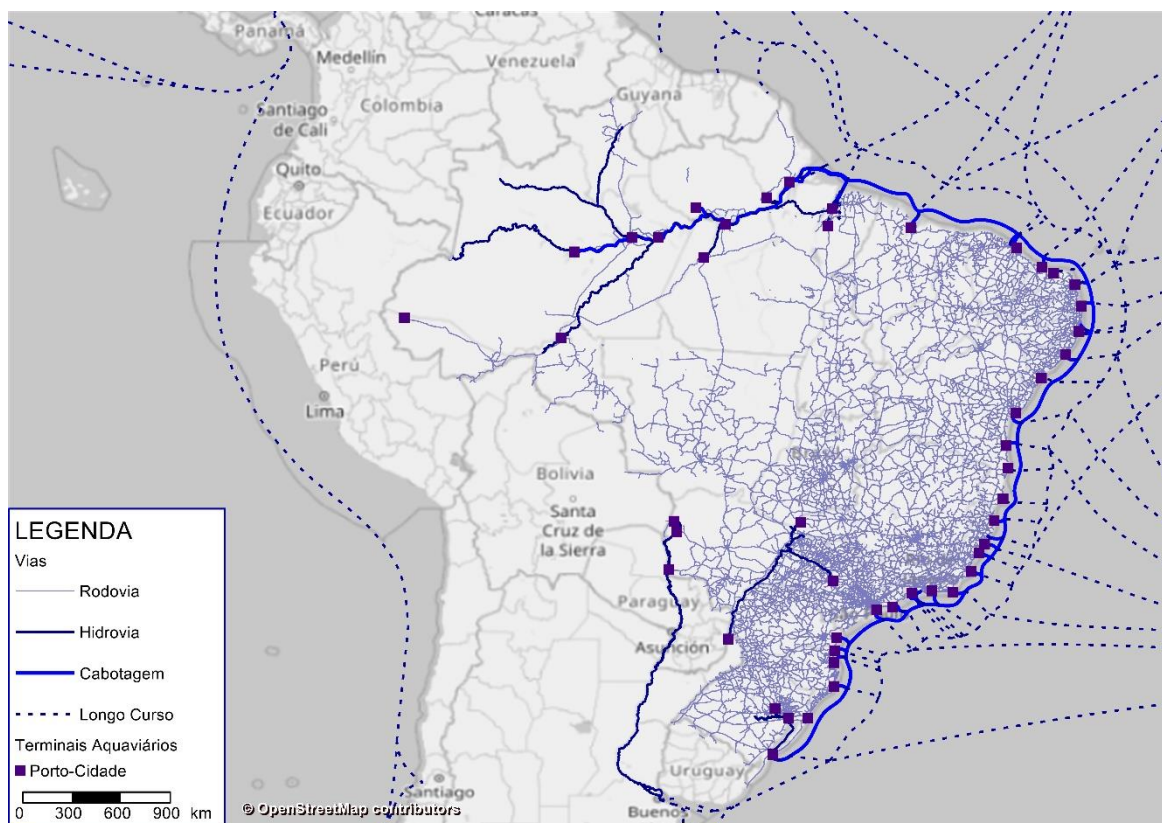 Caracas
Panamá
Medellín
Venezuela
Guyana
Santiago
de Cali
Colombia
Quito
Ecuador
Perú
Lima
Bolivia
Santa
Cruz de
la Sierra
Paraguay
Asunción
Uruguay
Santiago
Buenos
LEGENDA
Vias
Rodovia
Hidrovia
Cabotagem
Longo Curso
Terminais Aquaviários
Porto-Cidade
0 300 600 900 km
© OpenStreetMap contributors